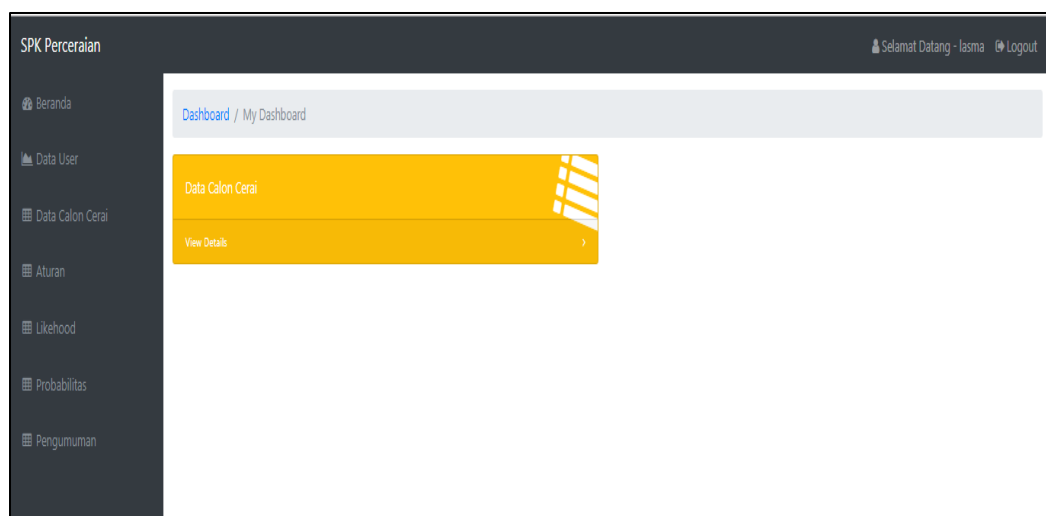 SPK Perceraian
Selamat Datang - lasma Logout
Beranda
Data User
Data Calon Cerai
Aturan
Likehood
Probabilitas
Pengumuman
Dashboard / My Dashboard
Data Calon Cerai
View Details